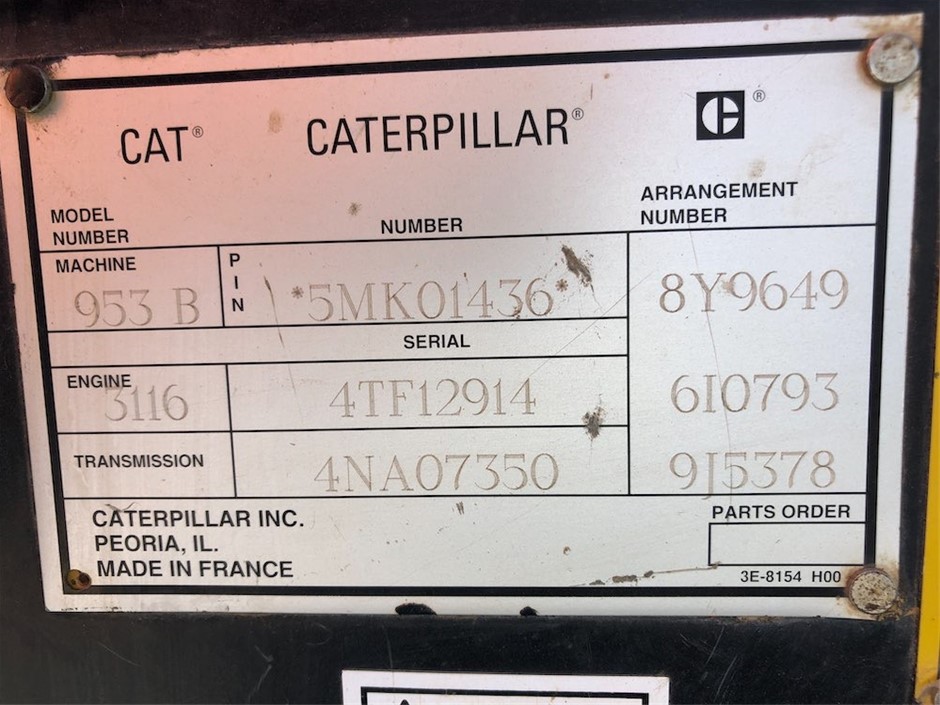 CAT® CATERPILLAR® ®
MODEL NUMBER NUMBER ARRANGEMENT NUMBER
MACHINE 953 B PIN *5MK01436* 8Y9649
SERIAL
ENGINE 3116 4TF12914 6I0793
TRANSMISSION 4NA07350 9J5378
CATERPILLAR INC.
PEORIA, IL.
MADE IN FRANCE
PARTS ORDER
3E-8154 H00